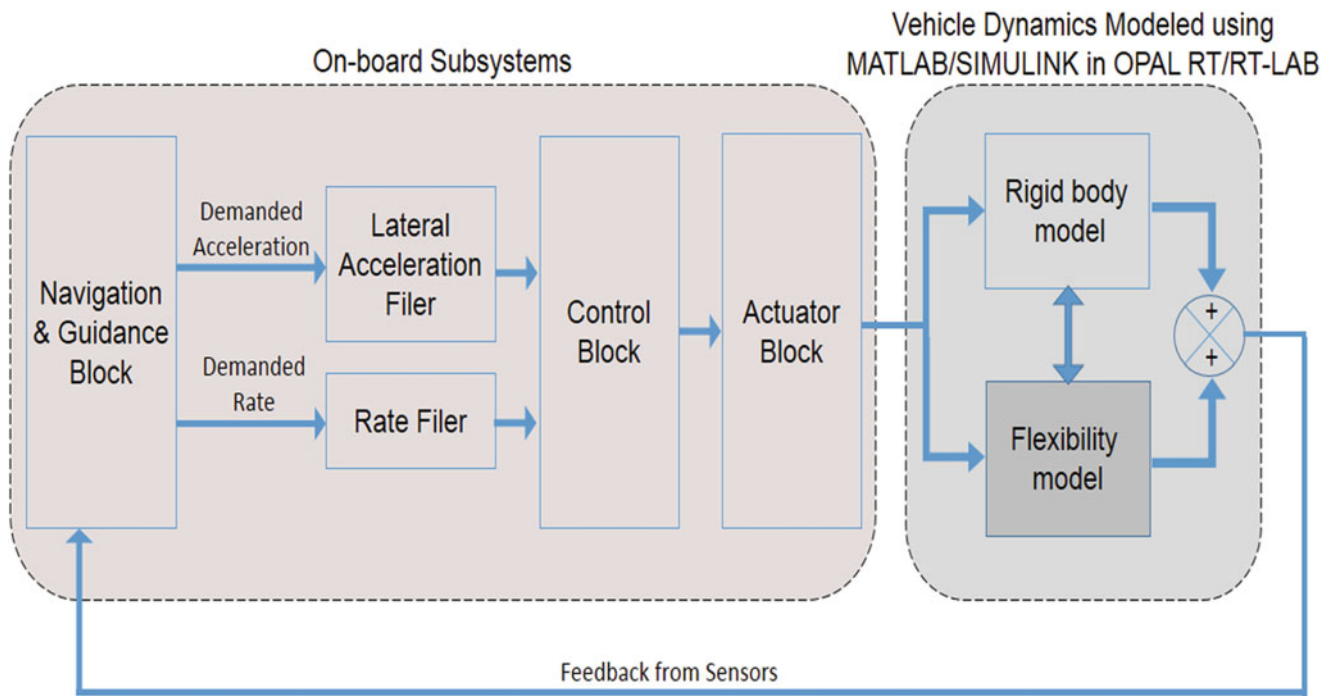 Vehicle Dynamics Modeled using
MATLAB/SIMULINK in OPAL RT/RT-LAB
On-board Subsystems
Navigation
& Guidance
Block
Demanded
Acceleration
Lateral
Acceleration
Filer
Demanded
Rate
Rate Filer
Control
Block
Actuator
Block
Rigid body
model
Flexibility
model
+
+
Feedback from Sensors